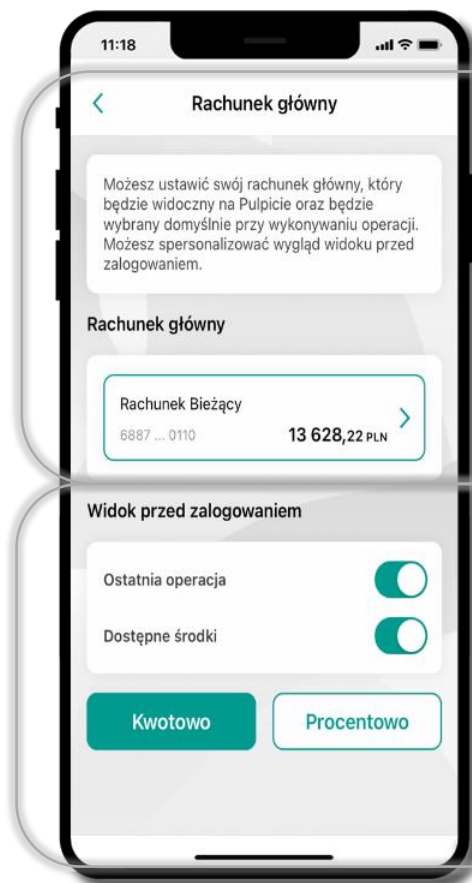 11:18
Rachunek główny
Możesz ustawić swój rachunek główny, który
będzie widoczny na Pulpicie oraz będzie
wybrany domyślnie przy wykonywaniu operacji.
Możesz spersonalizować wygląd widoku przed
zalogowaniem.
Rachunek główny
Rachunek Bieżący
6887 ... 0110 13 628,22 PLN
Widok przed zalogowaniem
Ostatnia operacja
Dostępne środki
Kwotowo Procentowo